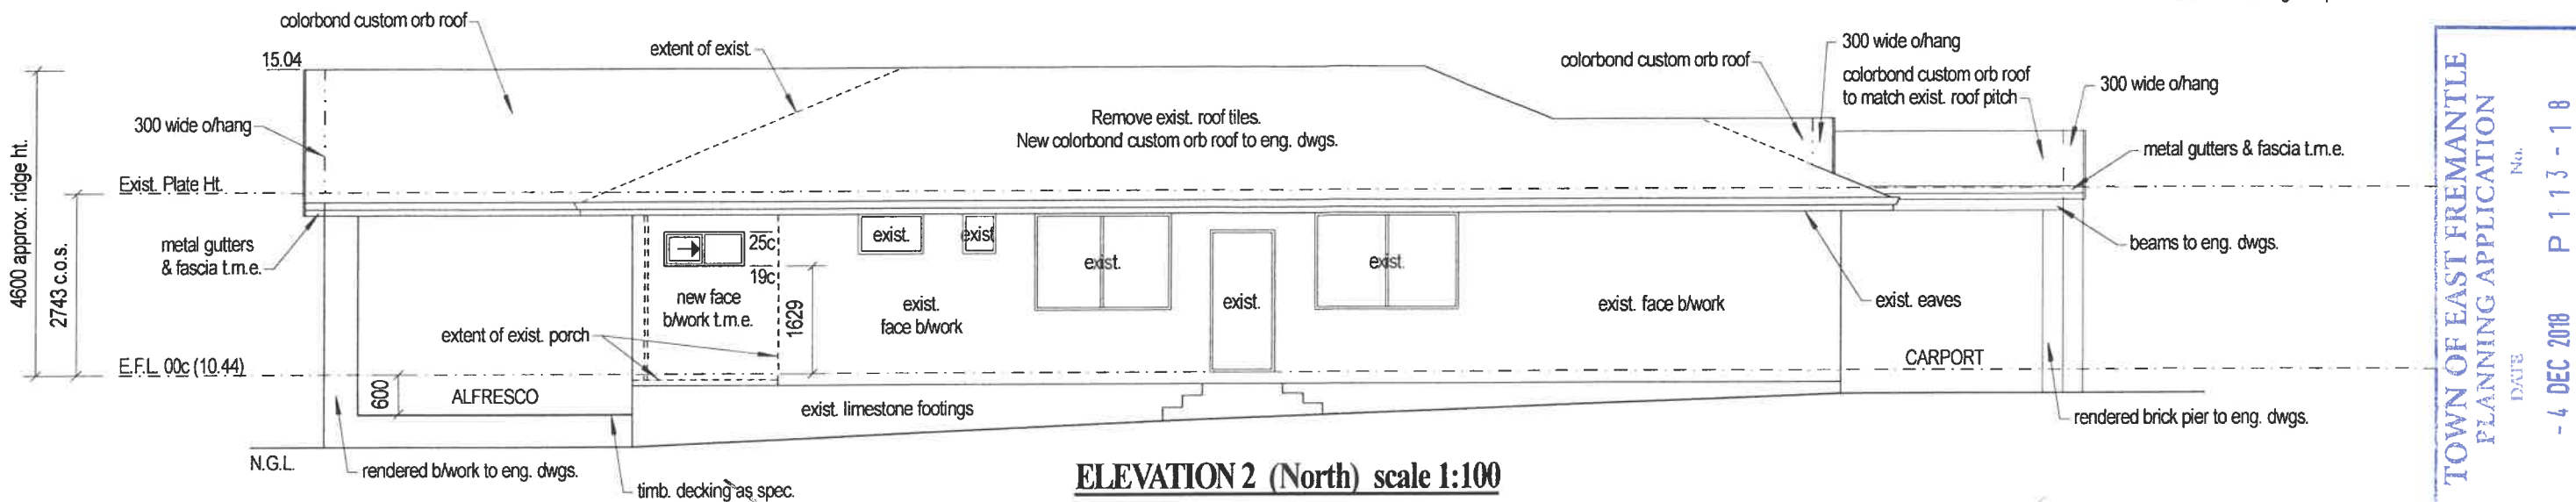 colorbond custom orb roof
15.04
extent of exist.
300 wide o/hang
4600 approx. ridge ht.
2743 c.o.s.
Exist. Plate Ht.
metal gutters
& fascia t.m.e.
E.F.L. 00c (10.44)
600
ALFRESCO
N.G.L.
rendered b/work to eng. dwgs.
timb. decking as spec.
extent of exist. porch
25c
19c
new face
b/work t.m.e.
1629
Remove exist. roof tiles.
New colorbond custom orb roof to eng. dwgs.
exist.
exist
exist.
exist.
exist.
exist.
face b/work
exist. face b/work
exist. limestone footings
colorbond custom orb roof
300 wide o/hang
colorbond custom orb roof
to match exist. roof pitch
300 wide o/hang
metal gutters & fascia t.m.e.
beams to eng. dwgs.
exist. eaves
CARPORT
rendered brick pier to eng. dwgs.
ELEVATION 2 (North) scale 1:100
TOWN OF EAST FREMANTLE
PLANNING APPLICATION
DATE No.
- 4 DEC 2018 P 113 - 18